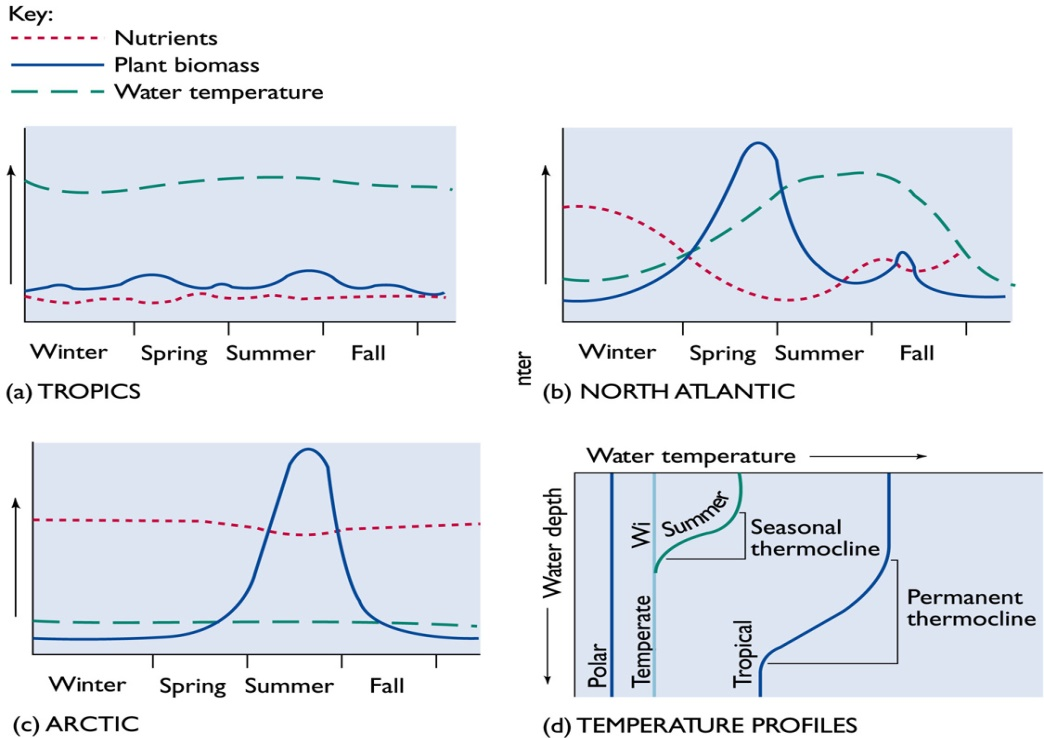 Key:
Nutrients
Plant biomass
Water temperature
Winter Spring Summer Fall
(a) TROPICS
Winter Spring Summer Fall
nter
(b) NORTH ATLANTIC
Winter Spring Summer Fall
(c) ARCTIC
Water temperature
Water depth
Polar
Temperate Wi
Summer
Seasonal
thermocline
Tropical
Permanent
thermocline
(d) TEMPERATURE PROFILES